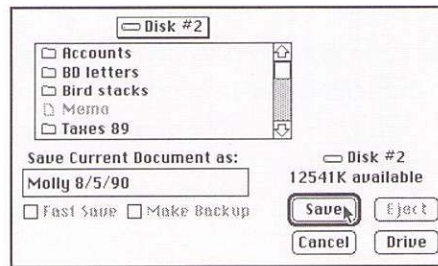 Disk #2
Accounts
BD letters
Bird stacks
Memo
Taxes 89
Save Current Document as:
Disk #2
12541K available
Molly 8/5/90
Fast Save Make Backup
Save Eject
Cancel Drive